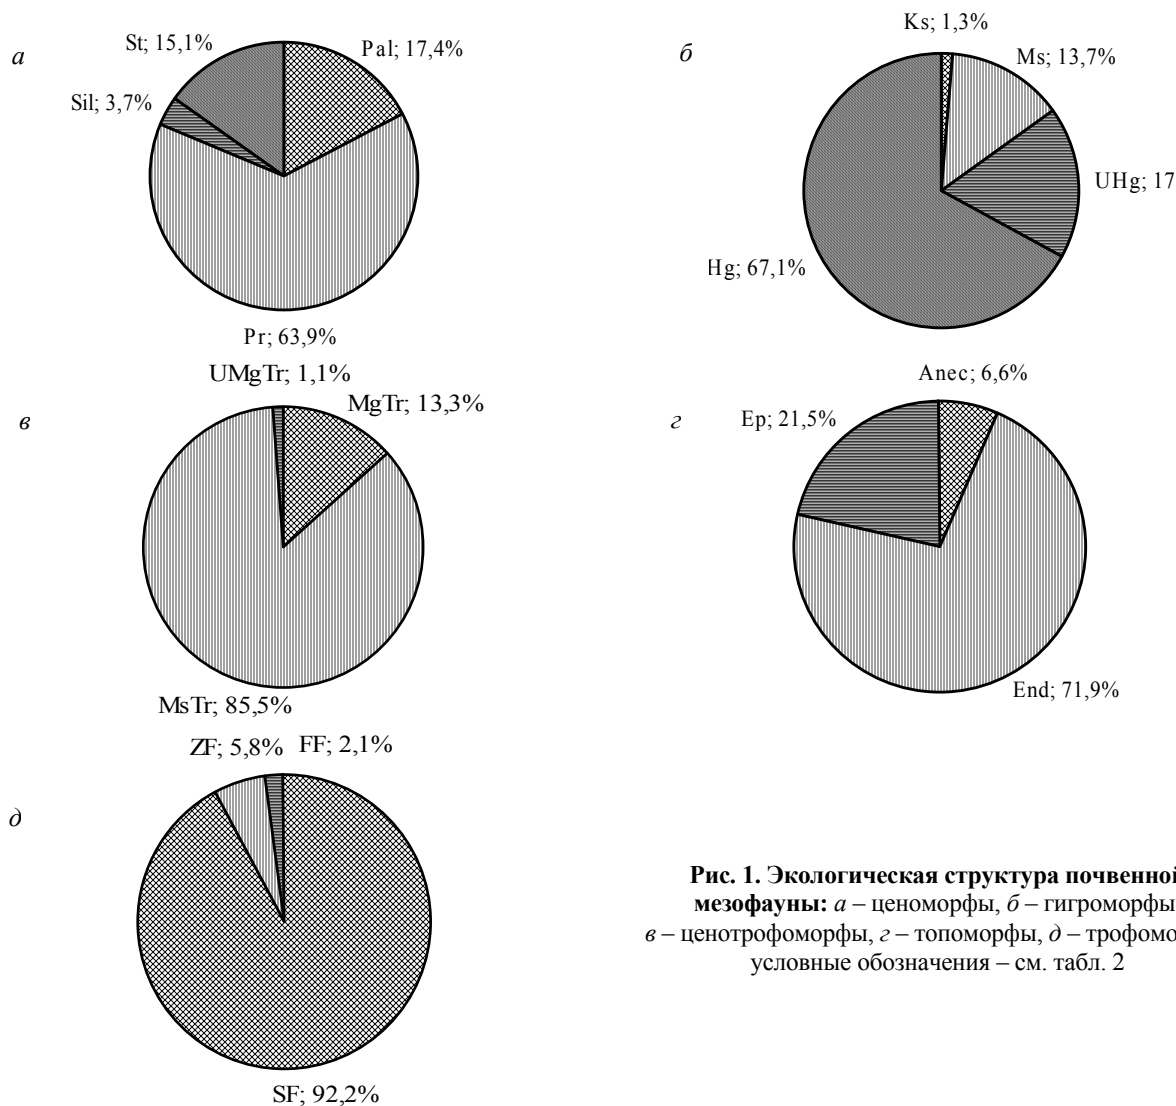 а
St; 15,1%
Pal; 17,4%
Sil; 3,7%
Pr; 63,9%
б
Ks; 1,3%
Ms; 13,7%
UHg; 17
Hg; 67,1%
в
UMgTr; 1,1%
MgTr; 13,3%
MsTr; 85,5%
г
Anec; 6,6%
Ep; 21,5%
End; 71,9%
д
ZF; 5,8%
FF; 2,1%
SF; 92,2%
Рис. 1. Экологическая структура почвенной
мезофауны: а – ценоморфы, б – гигроморфы
в – ценотрофоморфы, г – топоморфы, д – трофомо
условные обозначения – см. табл. 2